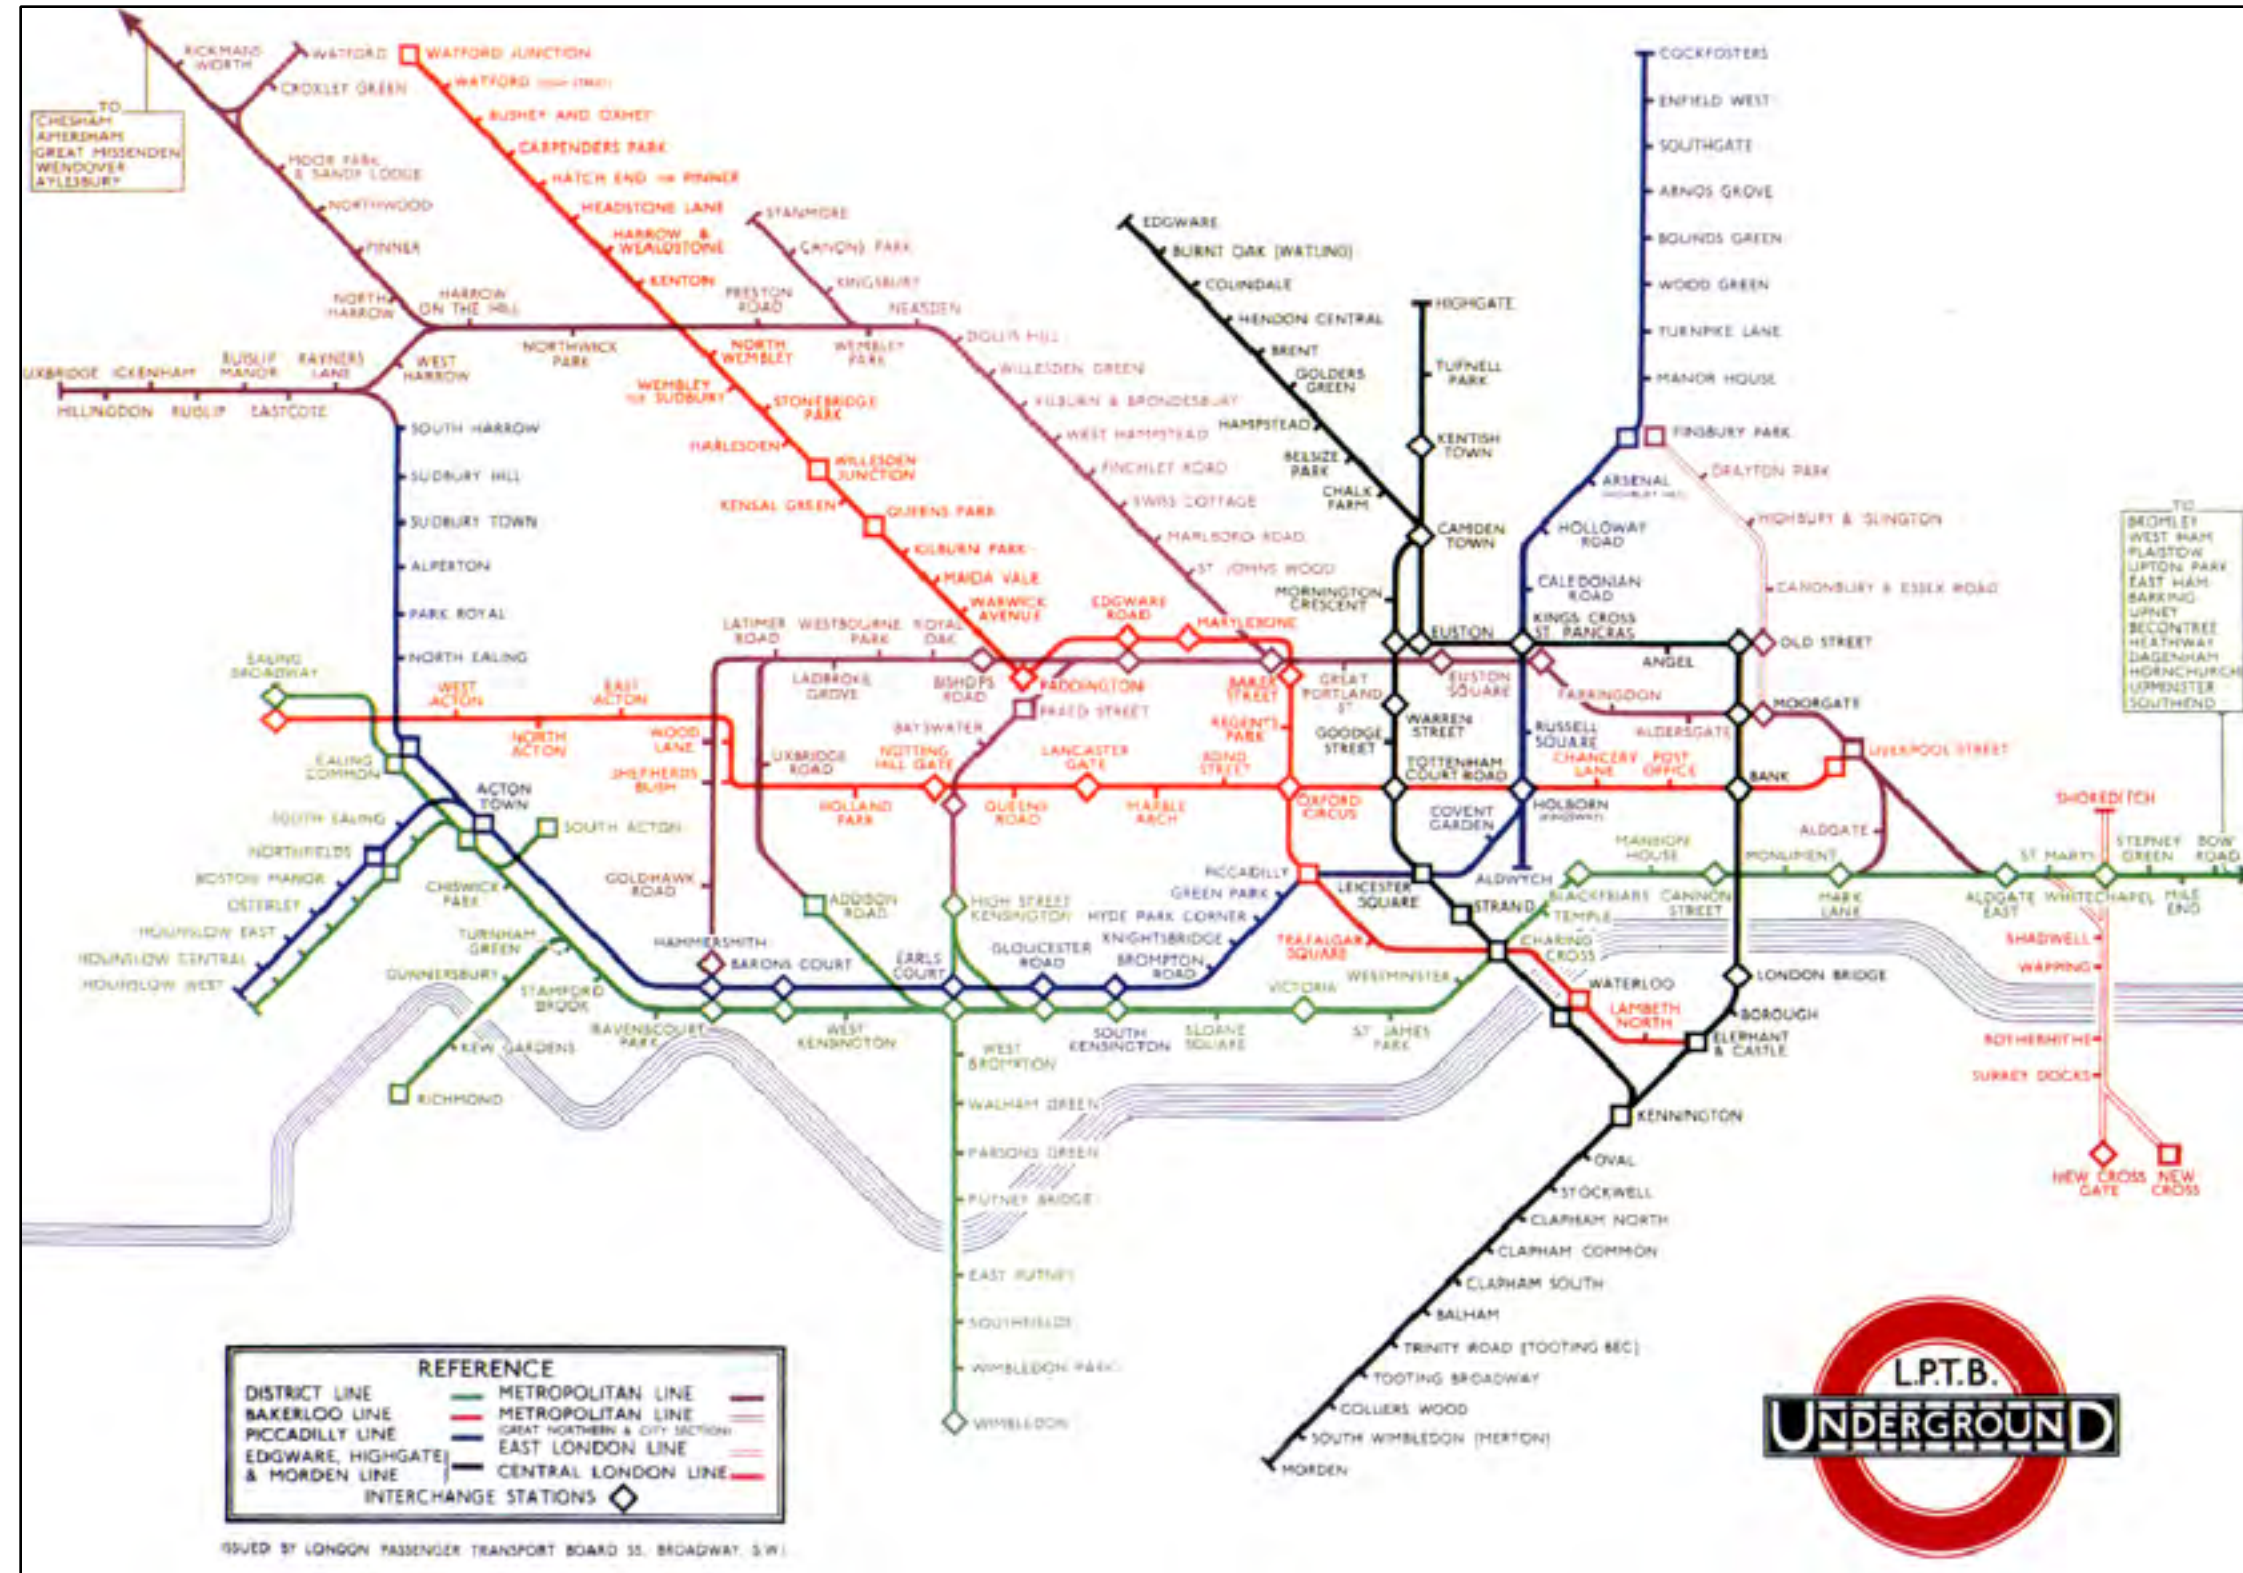 RICKMANS
WORTH
WATFORD
CROXLEY GREEN
TO
CHESHAM
AMERSHAM
GREAT MISSENDEN
WENDOVER
AYLESBURY
MOOR PARK
& SANDY LODGE
NORTHWOOD
PINNER
NORTH
HARROW
HARROW
ON THE HILL
NORTHWICK
PARK
PRESTON
ROAD
WEMBLEY
PARK
NEASDEN
WEST
HARROW
RAYNERS
LANE
EASTCOTE
RUISLIP
MANOR
RUISLIP
ICKENHAM
HILLINGDON
UXBRIDGE
WATFORD JUNCTION
WATFORD (HIGH STREET)
BUSHEY AND OXHEY
CARPENDERS PARK
HATCH END FOR PINNER
HEADSTONE LANE
HARROW &
WEALDSTONE
KENTON
NORTH
WEMBLEY
WEMBLEY
FOR SUDBURY
STONEBRIDGE
PARK
HARLESDEN
WILLESDEN
JUNCTION
KENSAL GREEN
QUEENS PARK
KILBURN PARK
MAIDA VALE
WARWICK
AVENUE
PADDINGTON
EDGWARE
ROAD
MARYLEBONE
BAKER
STREET
REGENTS
PARK
OXFORD
CIRCUS
PICCADILLY
TRAFALGAR
SQUARE
CHARING
CROSS
WATERLOO
LAMBETH
NORTH
ELEPHANT
& CASTLE
STANMORE
CANONS PARK
KINGSBURY
DOLLIS HILL
WILLESDEN GREEN
KILBURN & BRONDESBURY
WEST HAMPSTEAD
FINCHLEY ROAD
SWISS COTTAGE
MARLBORO ROAD
ST JOHNS WOOD
EDGWARE
BURNT OAK (WATLING)
COLINDALE
HENDON CENTRAL
BRENT
GOLDERS
GREEN
HAMPSTEAD
BELSIZE
PARK
CHALK
FARM
HIGHGATE
TUFNELL
PARK
KENTISH
TOWN
CAMDEN
TOWN
MORNINGTON
CRESCENT
EUSTON
WARREN
STREET
GOODGE
STREET
TOTTENHAM
COURT ROAD
LEICESTER
SQUARE
STRAND
COCKFOSTERS
ENFIELD WEST
SOUTHGATE
ARNOS GROVE
BOUNDS GREEN
WOOD GREEN
TURNPIKE LANE
MANOR HOUSE
FINSBURY PARK
ARSENAL
(HIGHBURY HILL)
HOLLOWAY
ROAD
CALEDONIAN
ROAD
KINGS CROSS
ST. PANCRAS
RUSSELL
SQUARE
HOLBORN
(KINGSWAY)
COVENT
GARDEN
ALDWYCH
DRAYTON PARK
HIGHBURY & ISLINGTON
CANONBURY & ESSEX ROAD
OLD STREET
MOORGATE
ANGEL
BANK
LONDON BRIDGE
BOROUGH
KENNINGTON
OVAL
STOCKWELL
CLAPHAM NORTH
CLAPHAM COMMON
CLAPHAM SOUTH
BALHAM
TRINITY ROAD (TOOTING BEC)
TOOTING BROADWAY
COLLIERS WOOD
SOUTH WIMBLEDON (MERTON)
MORDEN
SOUTH HARROW
SUDBURY HILL
SUDBURY TOWN
ALPERTON
PARK ROYAL
NORTH EALING
EALING
BROADWAY
EALING
COMMON
ACTON
TOWN
SOUTH ACTON
SOUTH EALING
NORTHFIELDS
BOSTON MANOR
OSTERLEY
HOUNSLOW EAST
HOUNSLOW CENTRAL
HOUNSLOW WEST
CHISWICK
PARK
TURNHAM
GREEN
GUNNERSBURY
KEW GARDENS
RICHMOND
STAMFORD
BROOK
RAVENSCOURT
PARK
HAMMERSMITH
BARONS COURT
WEST
KENSINGTON
EARLS
COURT
GLOUCESTER
ROAD
SOUTH
KENSINGTON
BROMPTON
ROAD
KNIGHTSBRIDGE
HYDE PARK CORNER
GREEN PARK
SLOANE
SQUARE
VICTORIA
ST. JAMES
PARK
WESTMINSTER
TEMPLE
BLACKFRIARS
MANSION
HOUSE
CANNON
STREET
MONUMENT
MARK
LANE
ALDGATE
EAST
ST MARYS
WHITECHAPEL
STEPNEY
GREEN
MILE
END
BOW
ROAD
WEST
ACTON
NORTH
ACTON
EAST
ACTON
WOOD
LANE
SHEPHERDS
BUSH
HOLLAND
PARK
NOTTING
HILL GATE
QUEENS
ROAD
LANCASTER
GATE
MARBLE
ARCH
BOND
STREET
CHANCERY
LANE
POST
OFFICE
LIVERPOOL STREET
LATIMER
ROAD
LADBROKE
GROVE
WESTBOURNE
PARK
ROYAL
OAK
BISHOPS
ROAD
PRAED STREET
BAYSWATER
UXBRIDGE
ROAD
GOLDHAWK
ROAD
ADDISON
ROAD
HIGH STREET
KENSINGTON
GREAT
PORTLAND
ST
EUSTON
SQUARE
FARRINGDON
ALDERSGATE
ALDGATE
WEST
BROMPTON
WALHAM GREEN
PARSONS GREEN
PUTNEY BRIDGE
EAST PUTNEY
SOUTHFIELDS
WIMBLEDON PARK
WIMBLEDON
SHOREDITCH
SHADWELL
WAPPING
ROTHERHITHE
SURREY DOCKS
NEW CROSS
GATE
NEW
CROSS
TO
BROMLEY
WEST HAM
PLAISTOW
UPTON PARK
EAST HAM
BARKING
UPNEY
BECONTREE
HEATHWAY
DAGENHAM
HORNCHURCH
UPMINSTER
SOUTHEND
REFERENCE
DISTRICT LINE
BAKERLOO LINE
PICCADILLY LINE
EDGWARE, HIGHGATE
& MORDEN LINE
METROPOLITAN LINE
METROPOLITAN LINE
(GREAT NORTHERN & CITY SECTION)
EAST LONDON LINE
CENTRAL LONDON LINE
INTERCHANGE STATIONS
ISSUED BY LONDON PASSENGER TRANSPORT BOARD 55, BROADWAY, S.W.1
L.P.T.B.
UNDERGROUND